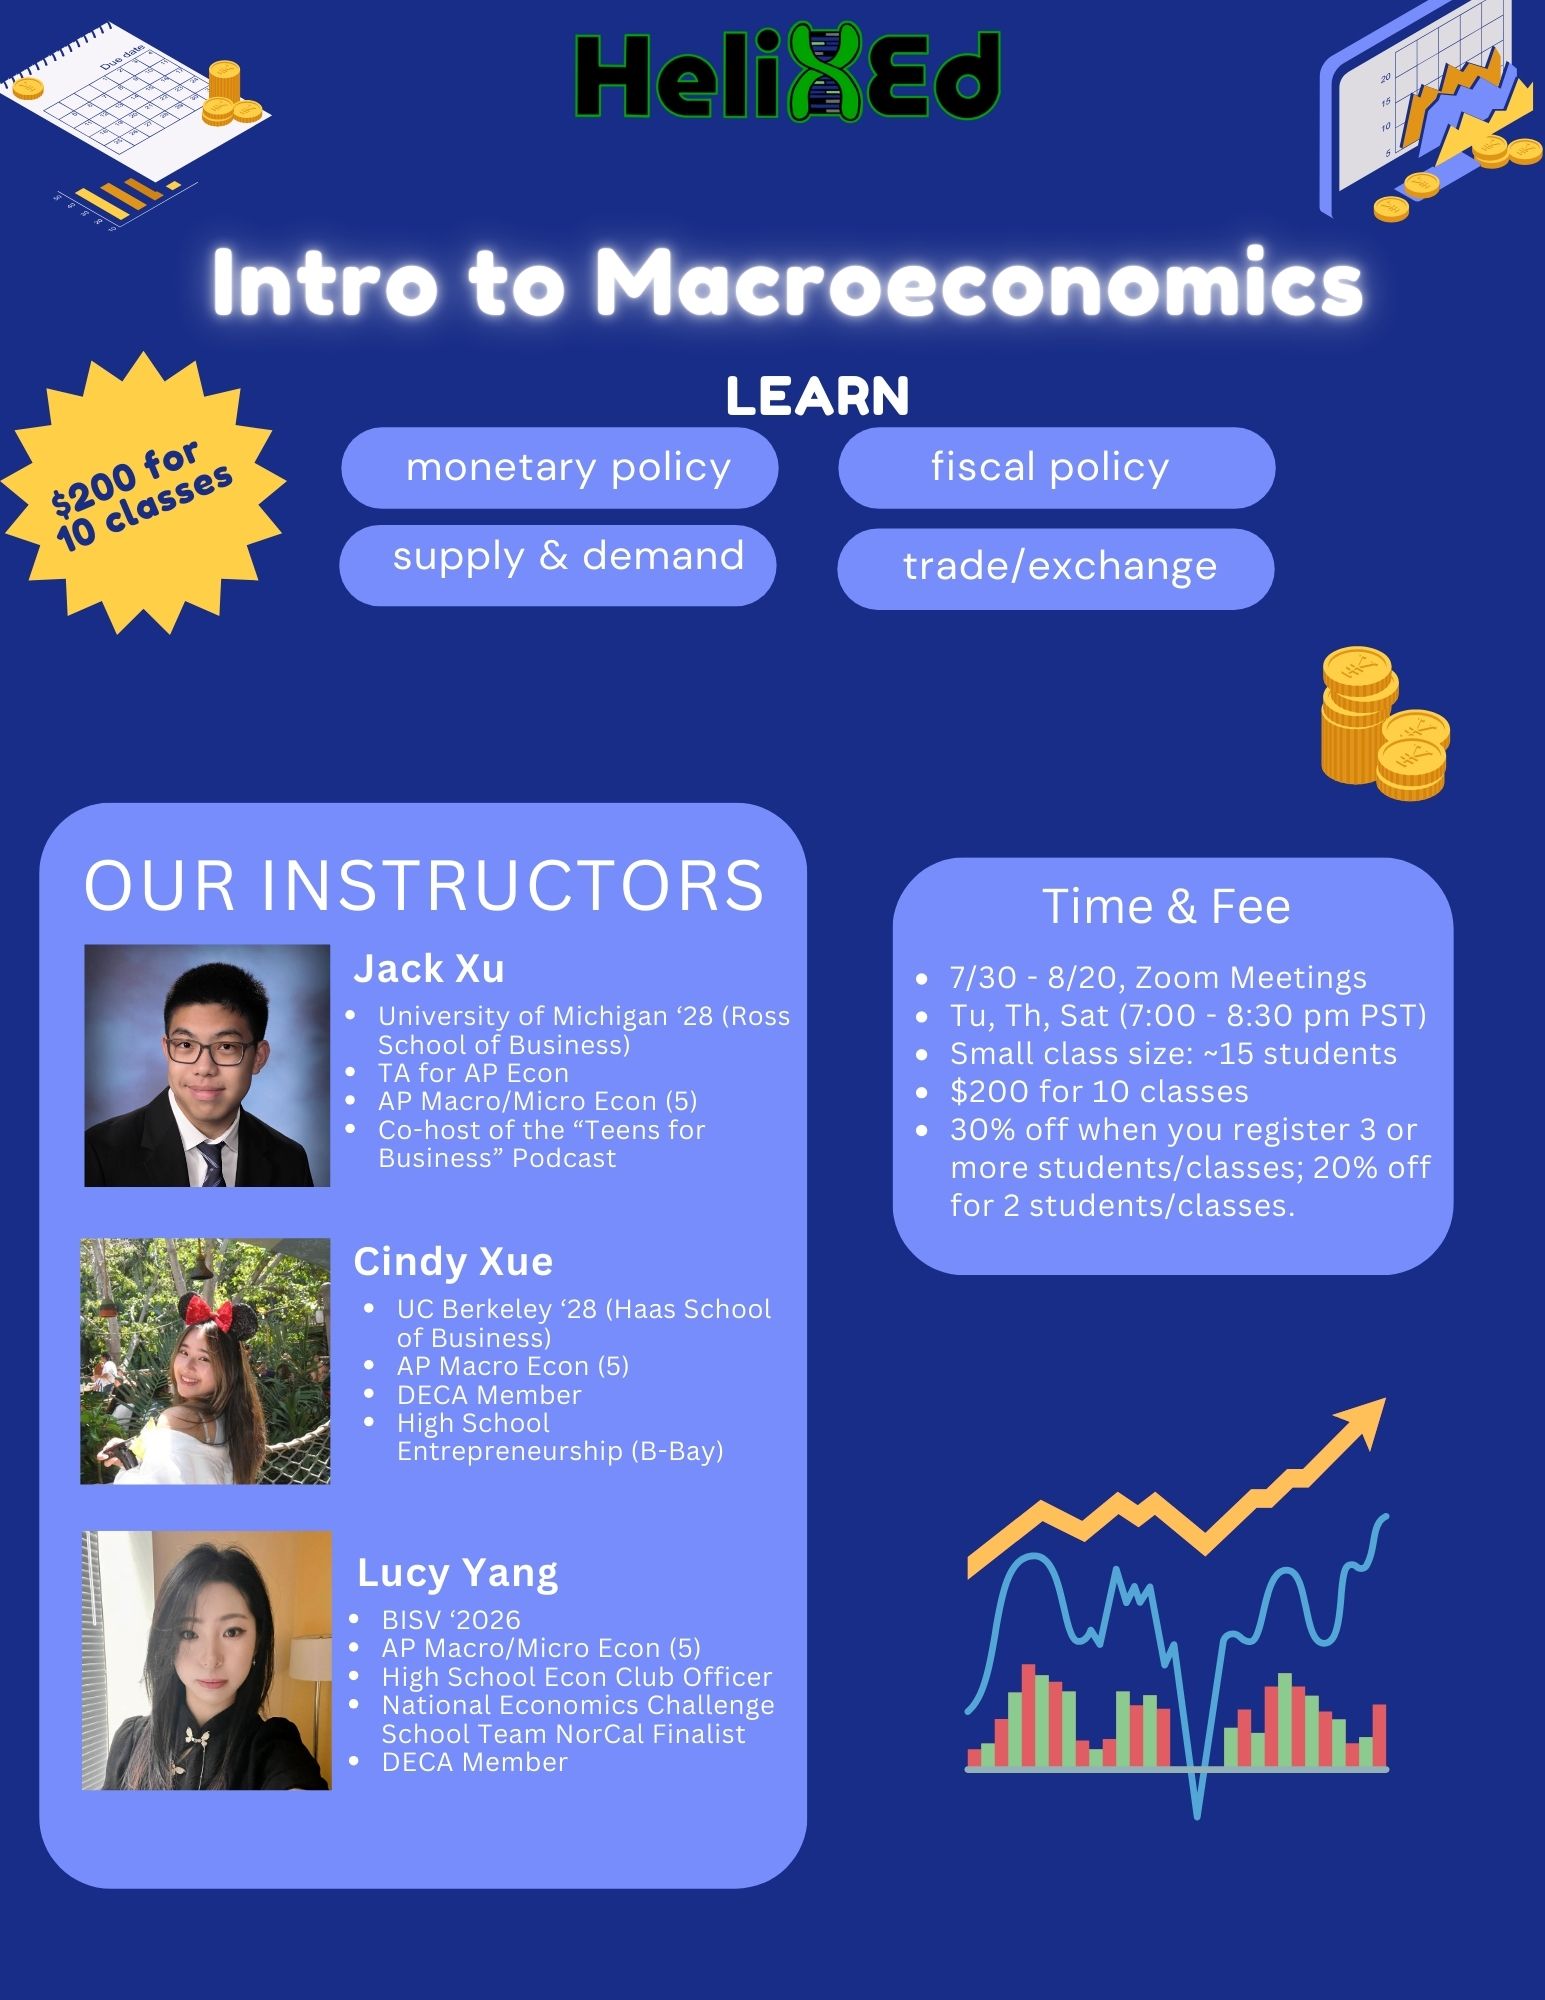 Due date
HelixEd
20
15
10
5
Intro to Macroeconomics
LEARN
$200 for
10 classes
monetary policy
fiscal policy
supply & demand
trade/exchange
OUR INSTRUCTORS
Jack Xu
University of Michigan ‘28 (Ross
School of Business)
TA for AP Econ
AP Macro/Micro Econ (5)
Co-host of the “Teens for
Business” Podcast
Cindy Xue
UC Berkeley ‘28 (Haas School
of Business)
AP Macro Econ (5)
DECA Member
High School
Entrepreneurship (B-Bay)
Lucy Yang
BISV ‘2026
AP Macro/Micro Econ (5)
High School Econ Club Officer
National Economics Challenge
School Team NorCal Finalist
DECA Member
Time & Fee
7/30 - 8/20, Zoom Meetings
Tu, Th, Sat (7:00 - 8:30 pm PST)
Small class size: ~15 students
$200 for 10 classes
30% off when you register 3 or
more students/classes; 20% off
for 2 students/classes.